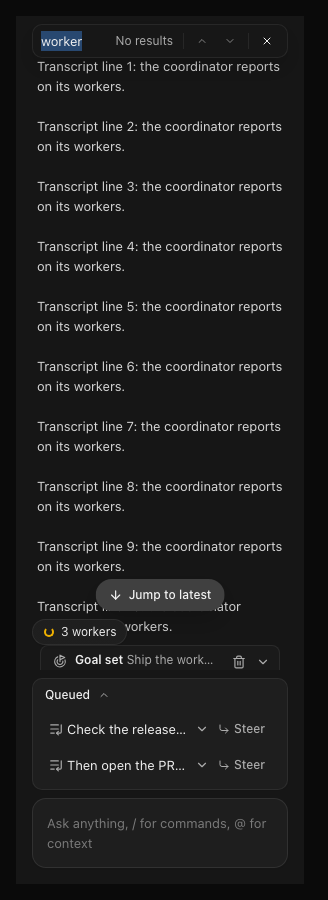 worker No results
Transcript line 1: the coordinator reports
on its workers.
Transcript line 2: the coordinator reports
on its workers.
Transcript line 3: the coordinator reports
on its workers.
Transcript line 4: the coordinator reports
on its workers.
Transcript line 5: the coordinator reports
on its workers.
Transcript line 6: the coordinator reports
on its workers.
Transcript line 7: the coordinator reports
on its workers.
Transcript line 8: the coordinator reports
on its workers.
Transcript line 9: the coordinator reports
on its workers.
Jump to latest
Transcript
3 workers workers.
Goal set Ship the work...
Queued
Check the release... Steer
Then open the PR... Steer
Ask anything, / for commands, @ for
context